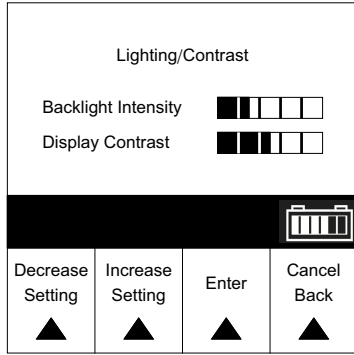 Lighting/Contrast
Backlight Intensity
Display Contrast
Decrease
Setting
Increase
Setting
Enter
Cancel
Back